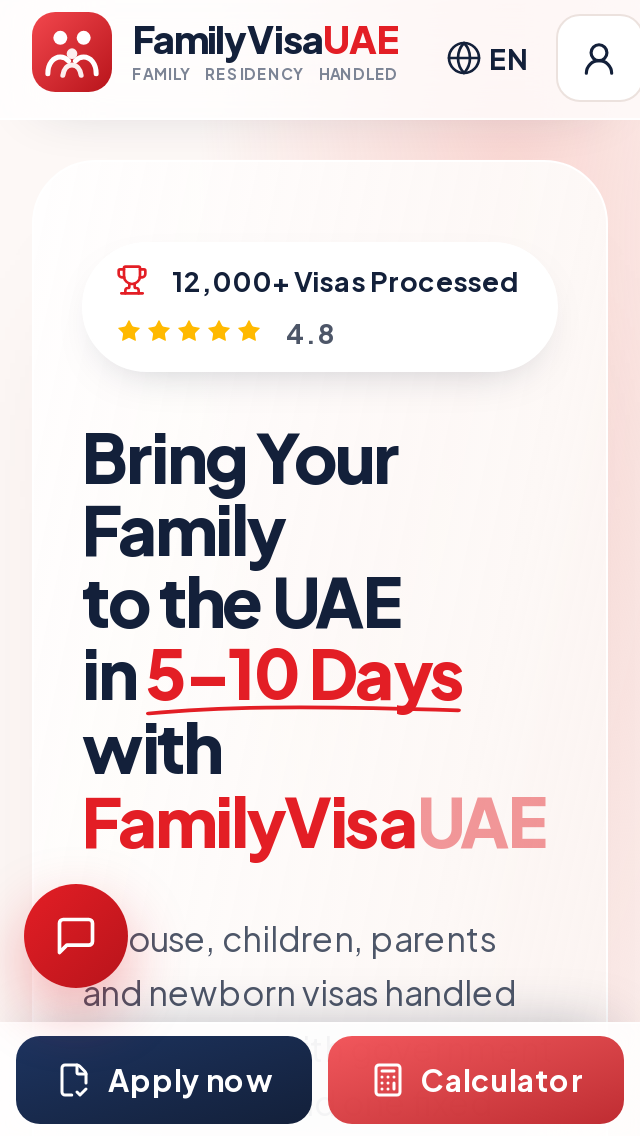 FamilyVisaUAE
FAMILY RESIDENCY HANDLED
EN
12,000+ Visas Processed
4.8
Bring Your
Family
to the UAE
in 5–10 Days
with
FamilyVisaUAE
ouse, children, parents
and newborn visas handled
Apply now
Calculator